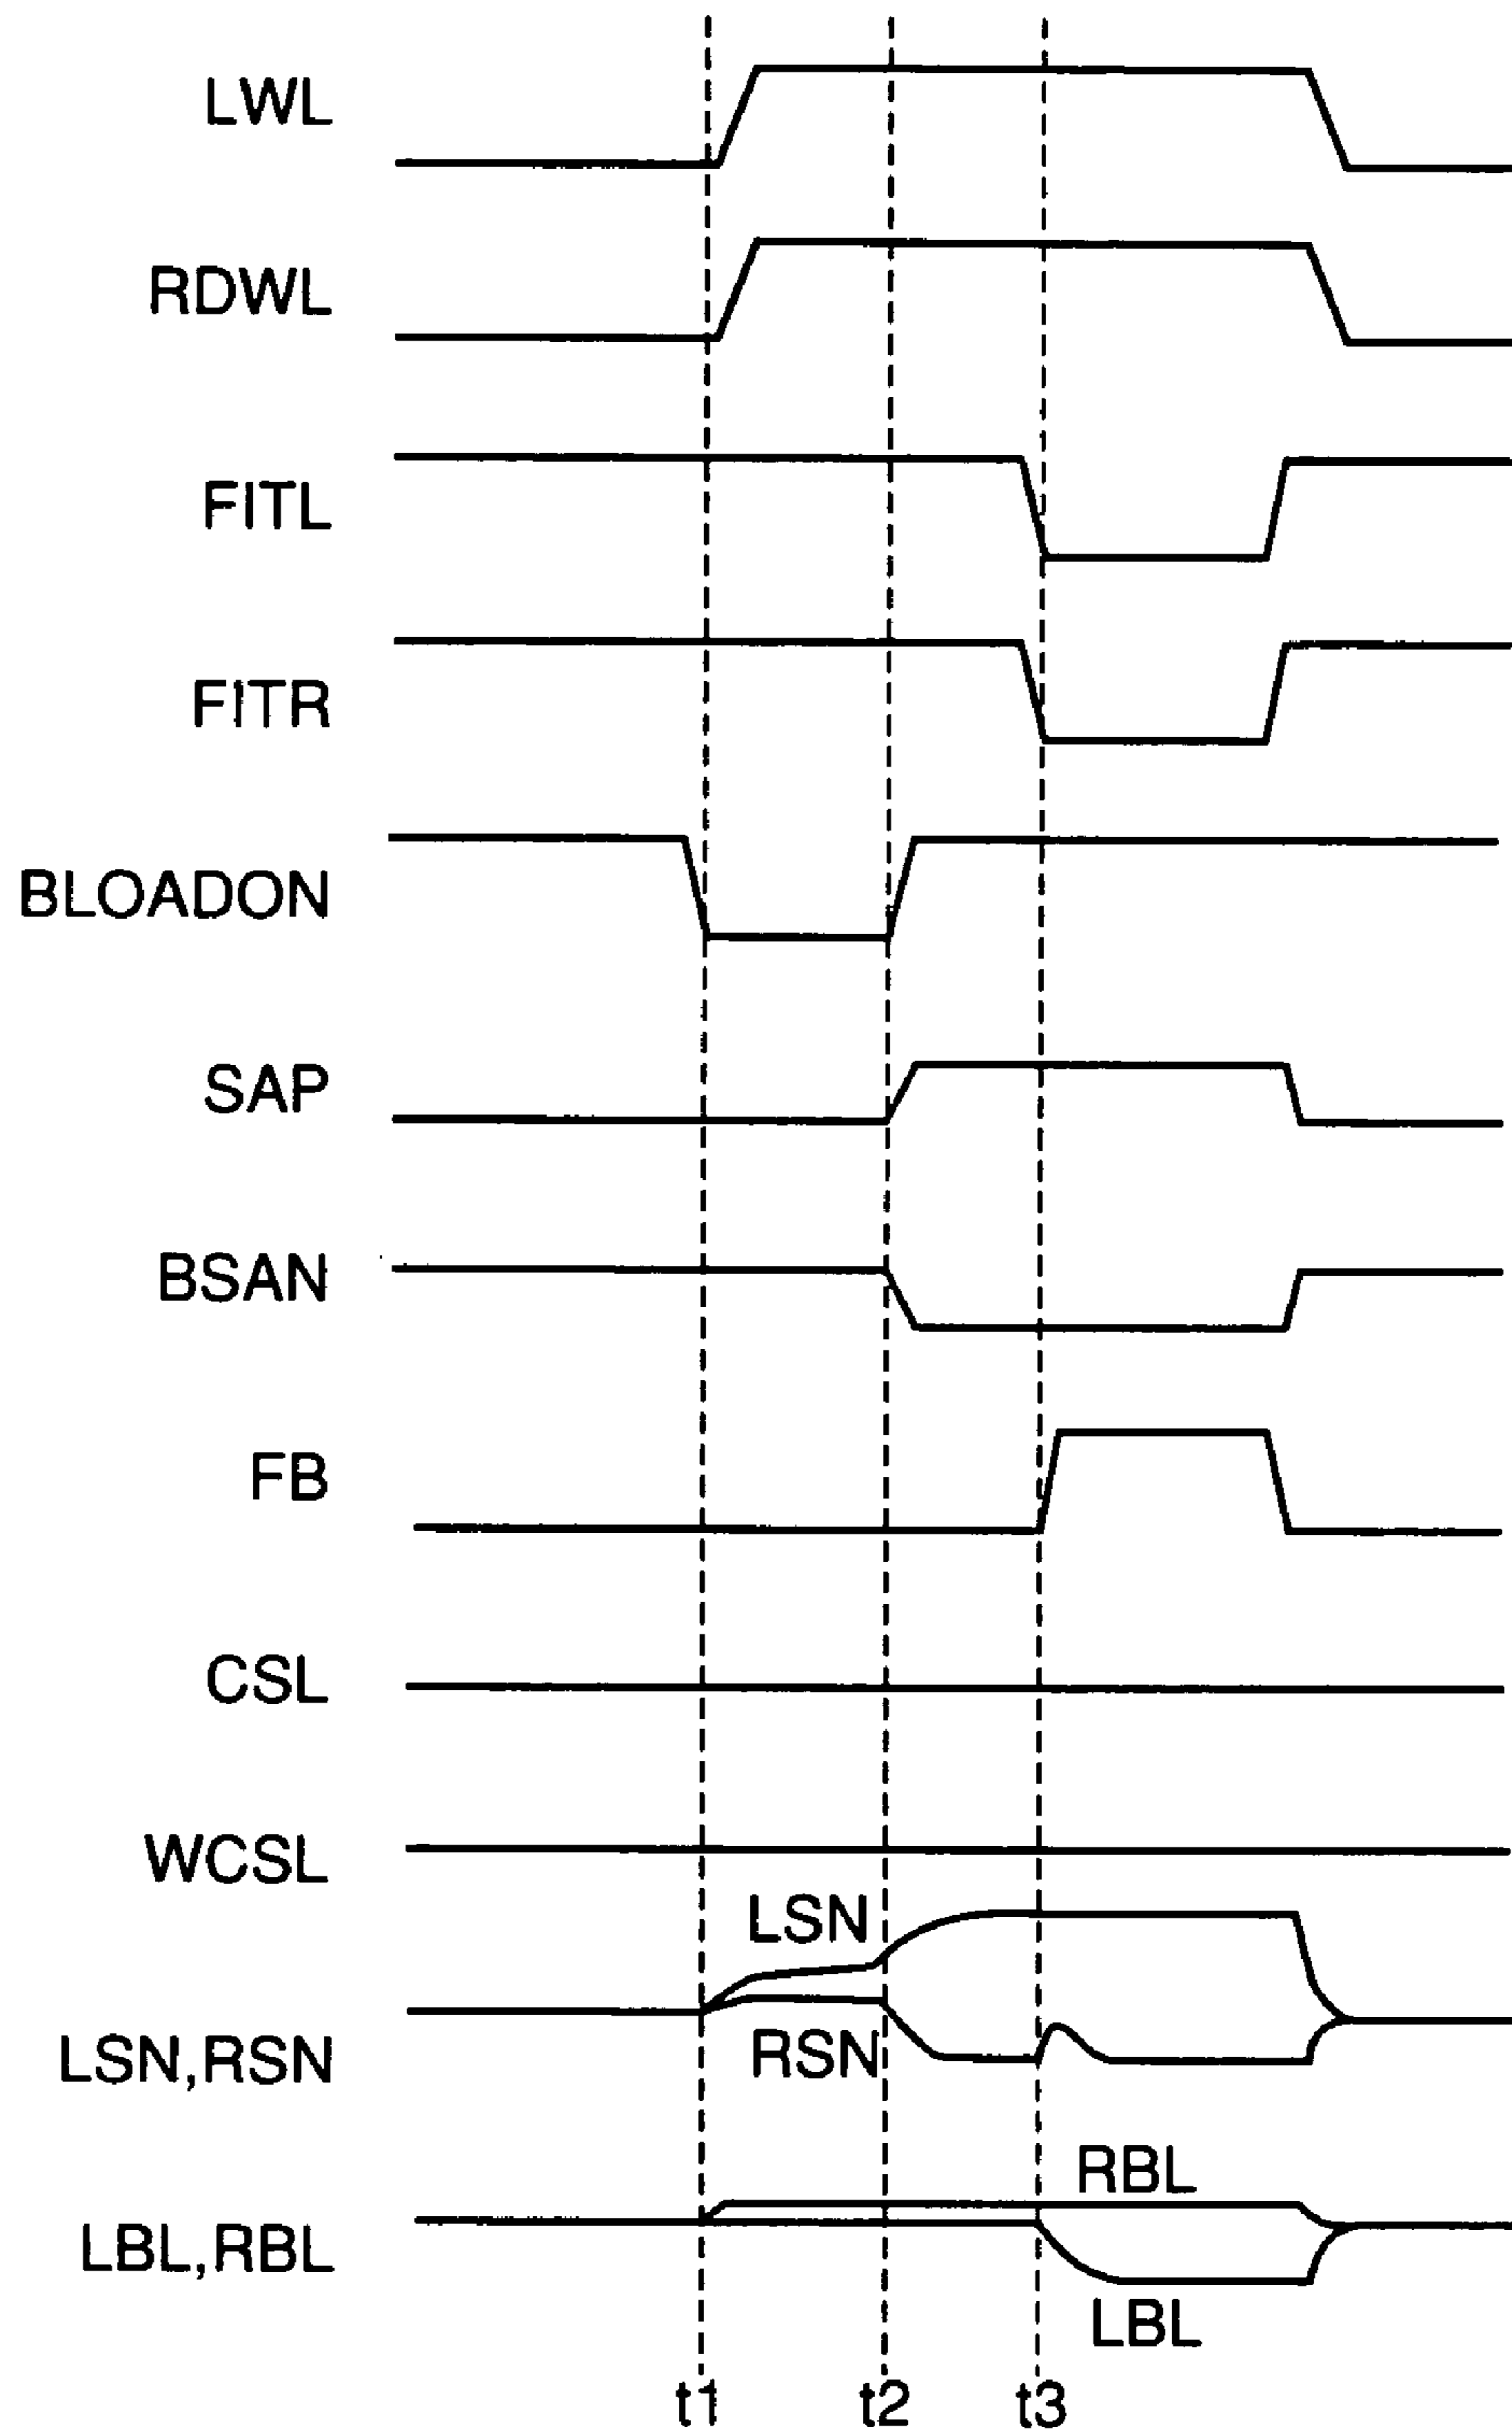 LWL
RDWL
FITL
FITR
BLOADON
SAP
BSAN
FB
CSL
WCSL
LSN
LSN,RSN
RSN
RBL
LBL,RBL
LBL
t1 t2 t3